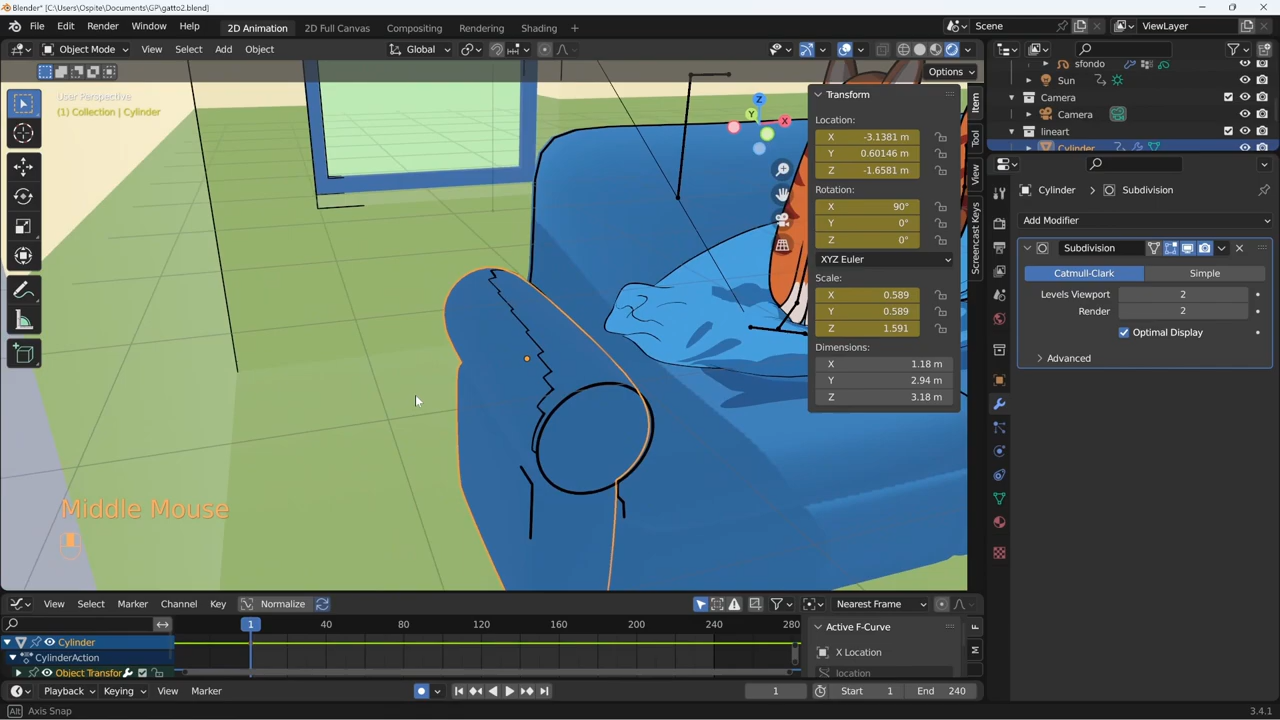 Blender* [C:\Users\Ospite\Documents\GP\gatto2.blend]
File Edit Render Window Help
2D Animation 2D Full Canvas Compositing Rendering Shading +
Scene ViewLayer
Object Mode View Select Add Object Global
Options
User Perspective
(1) Collection | Cylinder
Z
Y
X
Transform
Location:
X -3.1381 m
Y 0.60146 m
Z -1.6581 m
Rotation:
X 90°
Y 0°
Z 0°
XYZ Euler
Scale:
X 0.589
Y 0.589
Z 1.591
Dimensions:
X 1.18 m
Y 2.94 m
Z 3.18 m
Item
Tool
View
Screencast Keys
sfondo
Sun
Camera
Camera
lineart
Cylinder
Cylinder > Subdivision
Add Modifier
Subdivision
Catmull-Clark Simple
Levels Viewport 2
Render 2
Optimal Display
Advanced
Middle Mouse
View Select Marker Channel Key Normalize Nearest Frame
1 40 80 120 160 200 240 280
Cylinder
CylinderAction
Object Transfor
Active F-Curve
X Location
location
F
M
Playback Keying View Marker 1 Start 1 End 240
Alt Axis Snap 3.4.1